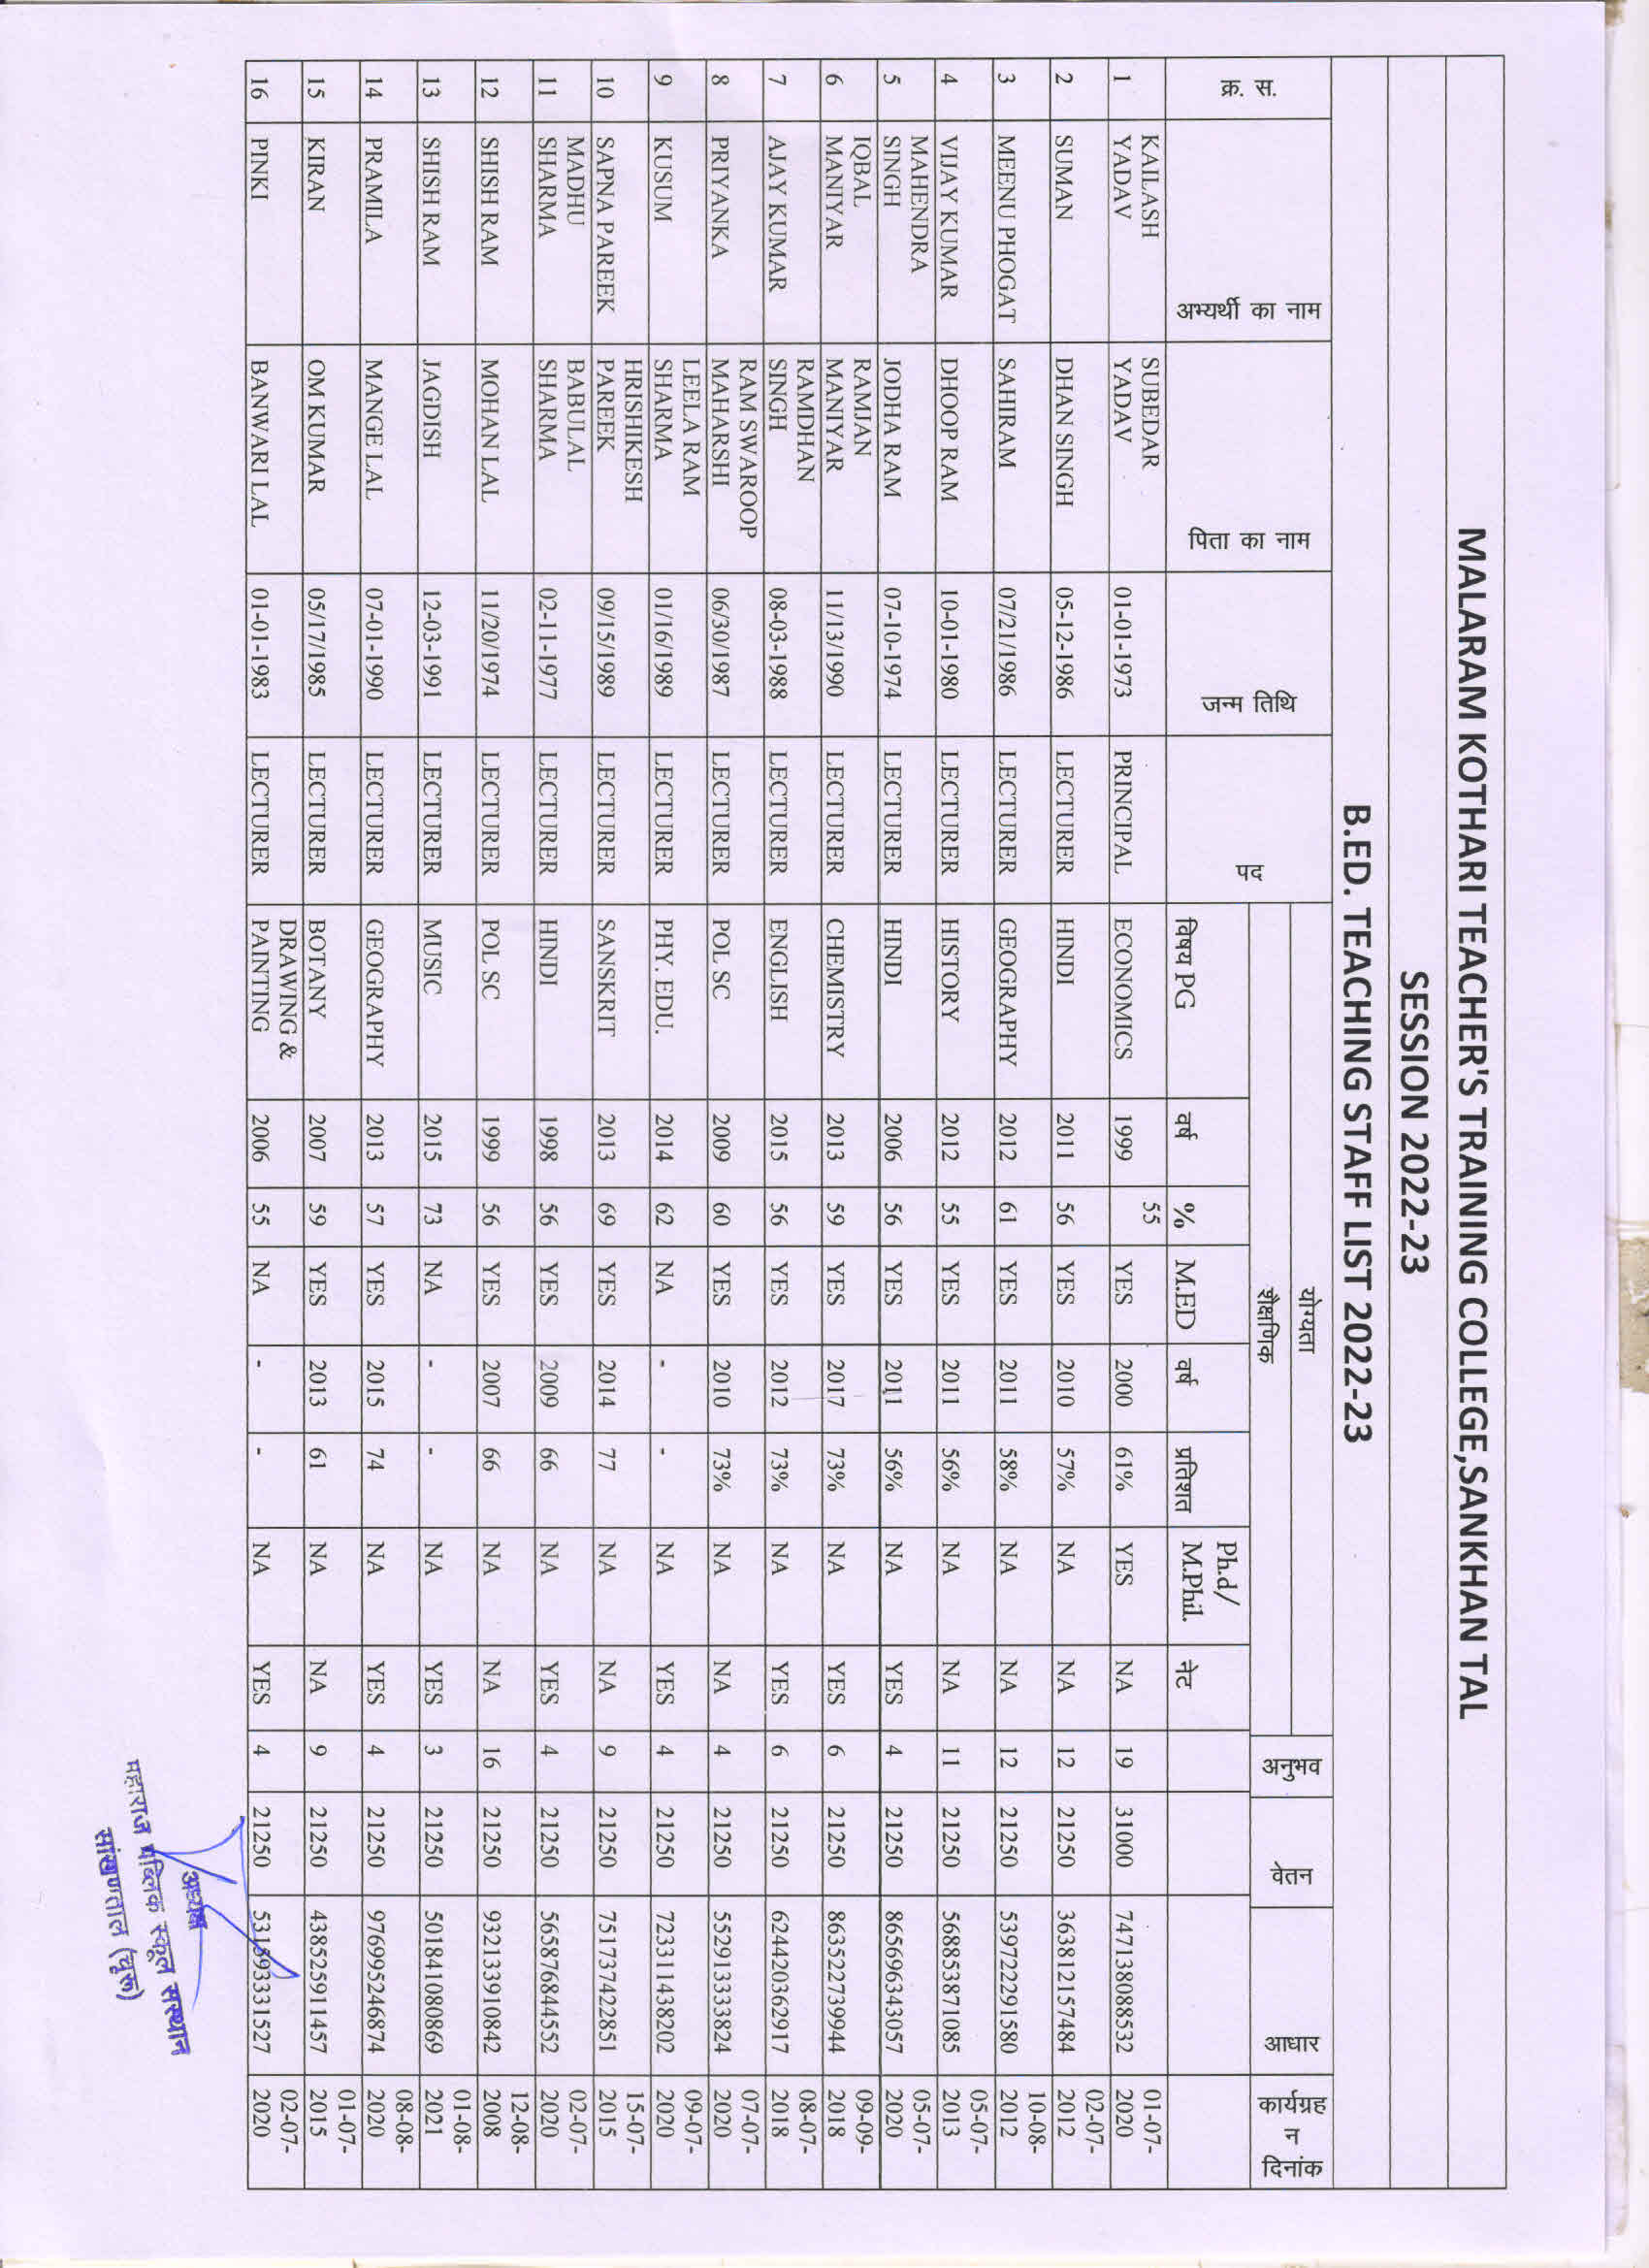 MALARAM KOTHARI TEACHER'S TRAINING COLLEGE,SANKHAN TAL
SESSION 2022-23
B.ED. TEACHING STAFF LIST 2022-23
क्र. स. अभ्यर्थी का नाम पिता का नाम जन्म तिथि पद योग्यता अनुभव वेतन आधार कार्यग्रहन दिनांक
शैक्षणिक
विषय PG वर्ष % M.ED वर्ष प्रतिशत Ph.d/ M.Phil. नेट
1 KAILASH YADAV SUBEDAR YADAV 01-01-1973 PRINCIPAL ECONOMICS 1999 55 YES 2000 61% YES NA 19 31000 747138088532 01-07-2020
2 SUMAN DHAN SINGH 05-12-1986 LECTURER HINDI 2011 56 YES 2010 57% NA NA 12 21250 363812157484 02-07-2012
3 MEENU PHOGAT SAHIRAM 07/21/1986 LECTURER GEOGRAPHY 2012 61 YES 2011 58% NA NA 12 21250 539722291580 10-08-2012
4 VIJAY KUMAR DHOOP RAM 10-01-1980 LECTURER HISTORY 2012 55 YES 2011 56% NA NA 11 21250 568853871085 05-07-2013
5 MAHENDRA SINGH JODHA RAM 07-10-1974 LECTURER HINDI 2006 56 YES 2011 56% NA YES 4 21250 865696343057 05-07-2020
6 IQBAL MANIYAR RAMJAN MANIYAR 11/13/1990 LECTURER CHEMISTRY 2013 59 YES 2017 73% NA YES 6 21250 863522739944 09-09-2018
7 AJAY KUMAR RAMDHAN SINGH 08-03-1988 LECTURER ENGLISH 2015 56 YES 2012 73% NA YES 6 21250 624420362917 08-07-2018
8 PRIYANKA RAM SWAROOP MAHARSHI 06/30/1987 LECTURER POL SC 2009 60 YES 2010 73% NA NA 4 21250 552913333824 07-07-2020
9 KUSUM LEELA RAM SHARMA 01/16/1989 LECTURER PHY. EDU. 2014 62 NA - - NA YES 4 21250 723311438202 09-07-2020
10 SAPNA PAREEK HRISHIKESH PAREEK 09/15/1989 LECTURER SANSKRIT 2013 69 YES 2014 77 NA NA 9 21250 751737422851 15-07-2015
11 MADHU SHARMA BABULAL SHARMA 02-11-1977 LECTURER HINDI 1998 56 YES 2009 66 NA YES 4 21250 565876844552 02-07-2020
12 SHISH RAM MOHAN LAL 11/20/1974 LECTURER POL SC 1999 56 YES 2007 66 NA NA 16 21250 932133910842 12-08-2008
13 SHISH RAM JAGDISH 12-03-1991 LECTURER MUSIC 2015 73 NA - - NA YES 3 21250 501841080869 01-08-2021
14 PRAMILA MANGE LAL 07-01-1990 LECTURER GEOGRAPHY 2013 57 YES 2015 74 NA YES 4 21250 976995246874 08-08-2020
15 KIRAN OM KUMAR 05/17/1985 LECTURER BOTANY 2007 59 YES 2013 61 NA NA 9 21250 438525911457 01-07-2015
16 PINKI BANWARI LAL 01-01-1983 LECTURER DRAWING & PAINTING 2006 55 NA - - NA YES 4 21250 531593331527 02-07-2020
अध्यक्ष
महाराज पब्लिक स्कूल संस्थान
सांखणताल (चूरू)